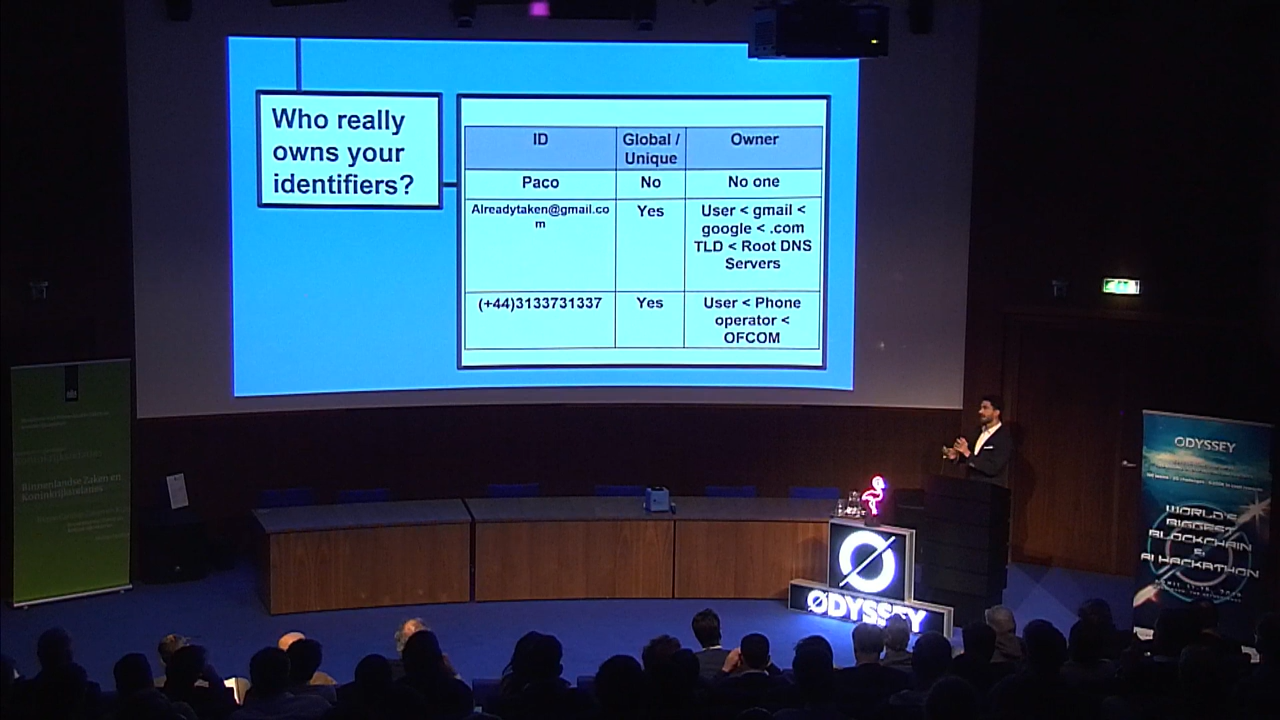 Who really
owns your
identifiers?
ID
Global /
Unique
Owner
Paco
No
No one
Alreadytaken@gmail.co
m
Yes
User < gmail <
google < .com
TLD < Root DNS
Servers
(+44)3133731337
Yes
User < Phone
operator <
OFCOM
Binnenlandse Zaken en
Koninkrijksrelaties
ØDYSSEY
ODYSSEY
WORLD'S
BIGGEST
BLOCKCHAIN
&
AI HACKATHON